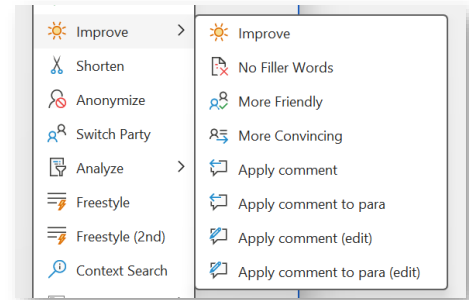 Improve
Shorten
Anonymize
Switch Party
Analyze
Freestyle
Freestyle (2nd)
Context Search
Improve
No Filler Words
More Friendly
More Convincing
Apply comment
Apply comment to para
Apply comment (edit)
Apply comment to para (edit)